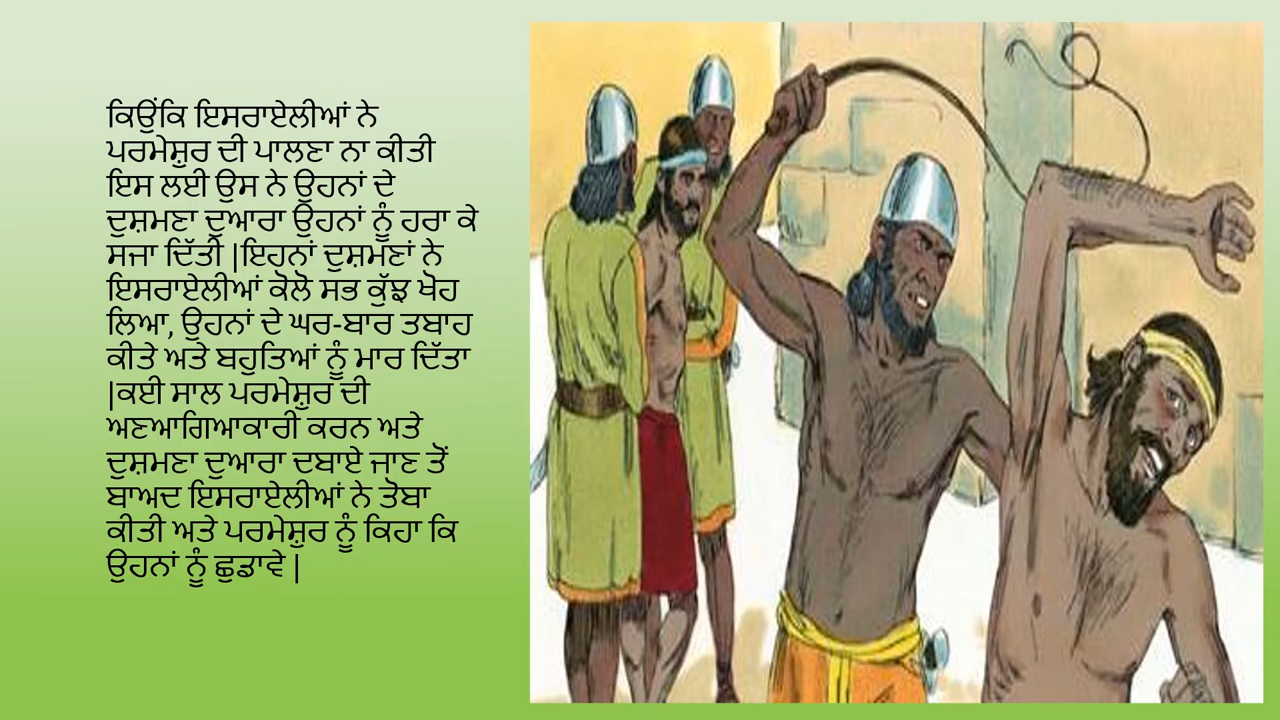 ਕਿਉਂਕਿ ਇਸਰਾਏਲੀਆਂ ਨੇ
ਪਰਮੇਸ਼ੁਰ ਦੀ ਪਾਲਣਾ ਨਾ ਕੀਤੀ
ਇਸ ਲਈ ਉਸ ਨੇ ਉਹਨਾਂ ਦੇ
ਦੁਸ਼ਮਣਾ ਦੁਆਰਾ ਉਹਨਾਂ ਨੂੰ ਹਰਾ ਕੇ
ਸਜਾ ਦਿੱਤੀ |ਇਹਨਾਂ ਦੁਸ਼ਮਣਾਂ ਨੇ
ਇਸਰਾਏਲੀਆਂ ਕੋਲੋ ਸਭ ਕੁੱਝ ਖੋਹ
ਲਿਆ, ਉਹਨਾਂ ਦੇ ਘਰ-ਬਾਰ ਤਬਾਹ
ਕੀਤੇ ਅਤੇ ਬਹੁਤਿਆਂ ਨੂੰ ਮਾਰ ਦਿੱਤਾ
|ਕਈ ਸਾਲ ਪਰਮੇਸ਼ੁਰ ਦੀ
ਅਣਆਗਿਆਕਾਰੀ ਕਰਨ ਅਤੇ
ਦੁਸ਼ਮਣਾ ਦੁਆਰਾ ਦਬਾਏ ਜਾਣ ਤੋਂ
ਬਾਅਦ ਇਸਰਾਏਲੀਆਂ ਨੇ ਤੋਬਾ
ਕੀਤੀ ਅਤੇ ਪਰਮੇਸ਼ੁਰ ਨੂੰ ਕਿਹਾ ਕਿ
ਉਹਨਾਂ ਨੂੰ ਛੁਡਾਵੇ |